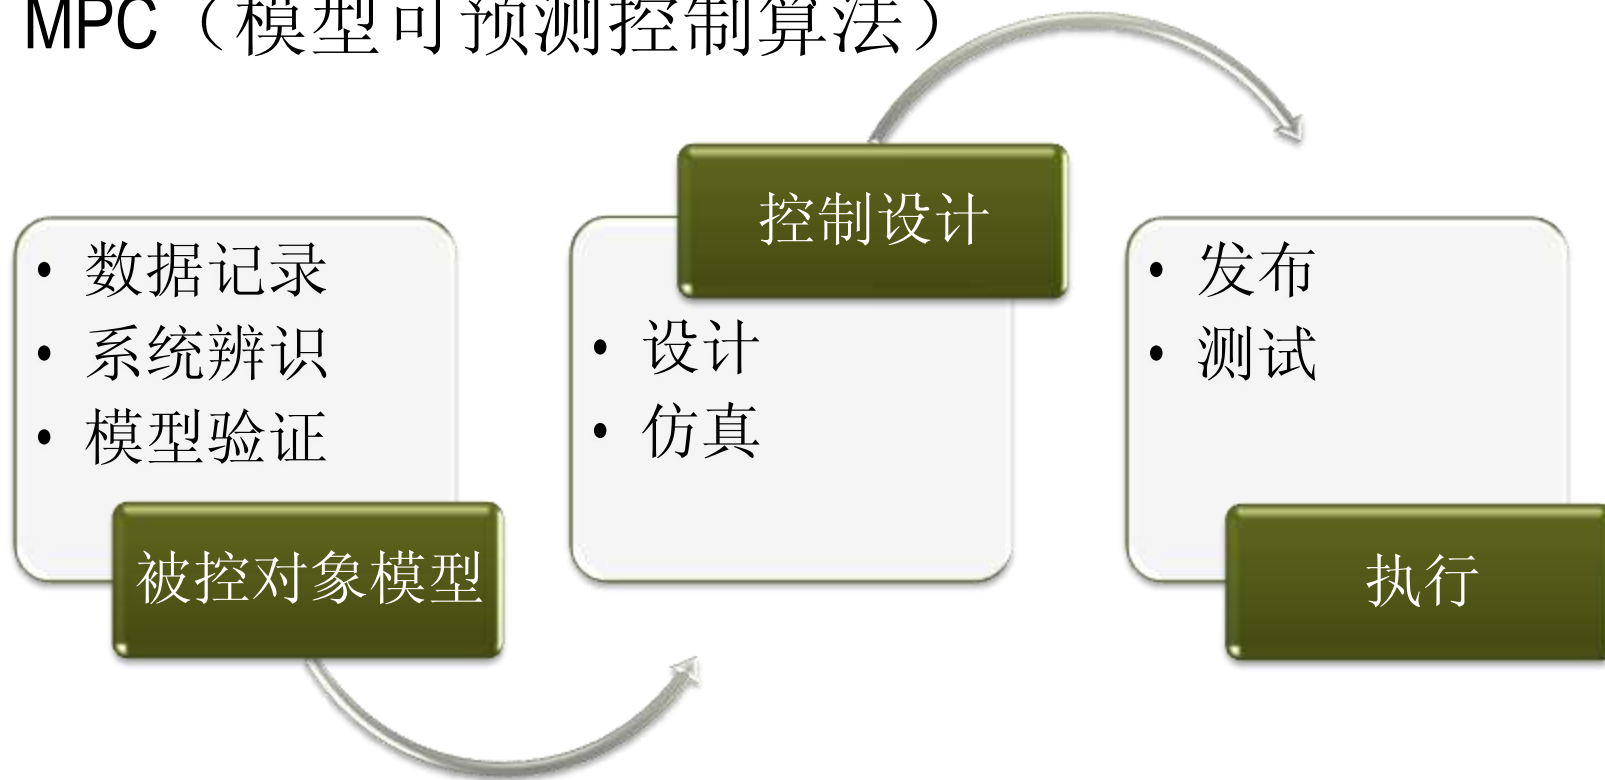 MPC（模型可预测控制算法）
• 数据记录
• 系统辨识
• 模型验证
被控对象模型
控制设计
• 设计
• 仿真
• 发布
• 测试
执行